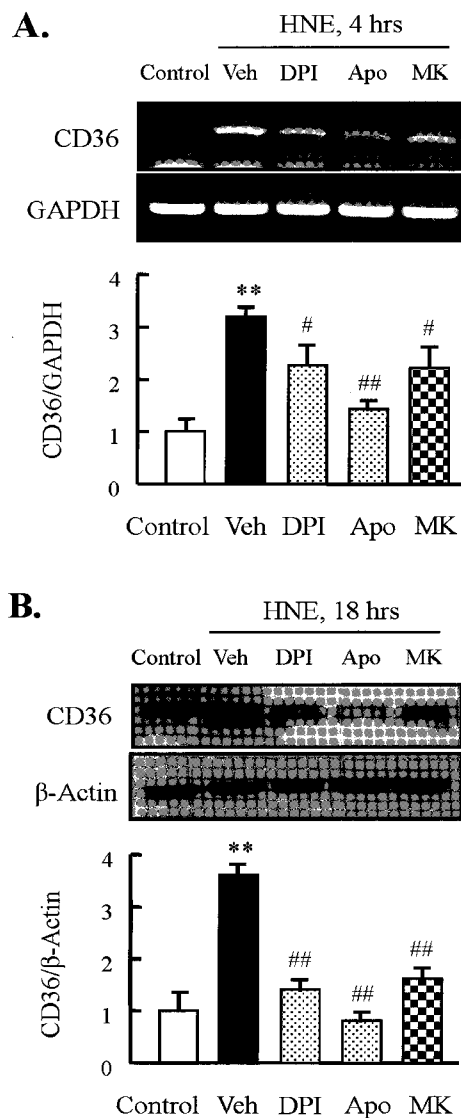 A.
HNE, 4 hrs
Control Veh DPI Apo MK
CD36
GAPDH
CD36/GAPDH
4
3
2
1
0
**
#
##
#
Control Veh DPI Apo MK
B.
HNE, 18 hrs
Control Veh DPI Apo MK
CD36
β-Actin
CD36/β-Actin
4
3
2
1
0
**
##
##
##
Control Veh DPI Apo MK